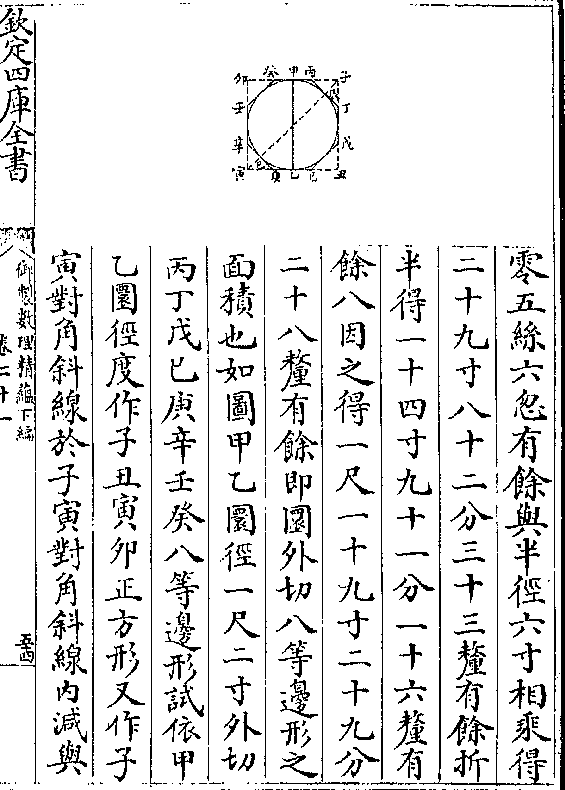 零五絲六忽有餘與半徑六寸相乘得
二十九寸八十二分三十三釐有餘折
半得一十四寸九十一分一十六釐有
餘八因之得一尺一十九寸二十九分
二十八釐有餘即圜外切八等邊形之
面積也如圖甲乙圜徑一尺二寸外切
丙丁戊己庚辛壬癸八等邊形試依甲
乙圜徑度作子丑寅卯正方形又作子
寅對角斜線於子寅對角斜線內減與
欽定四庫全書
御製數理精蘊下編
卷二十一
五十四
卯 癸 甲 丙 子
壬 丁
辛 戊
寅 庚 乙 己 丑